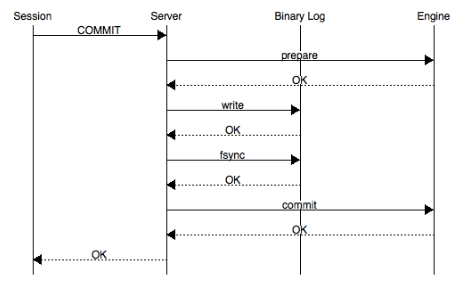 Session Server Binary Log Engine
COMMIT
prepare
OK
write
OK
fsync
OK
commit
OK
OK